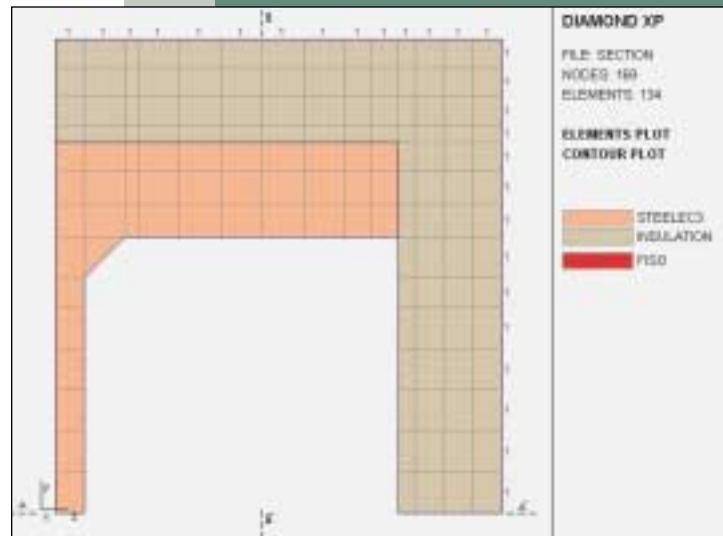 DIAMOND XP
FILE: SECTION
NODES: 169
ELEMENTS: 134
ELEMENTS PLOT
CONTOUR PLOT
STEELEC3
INSULATION
FISO